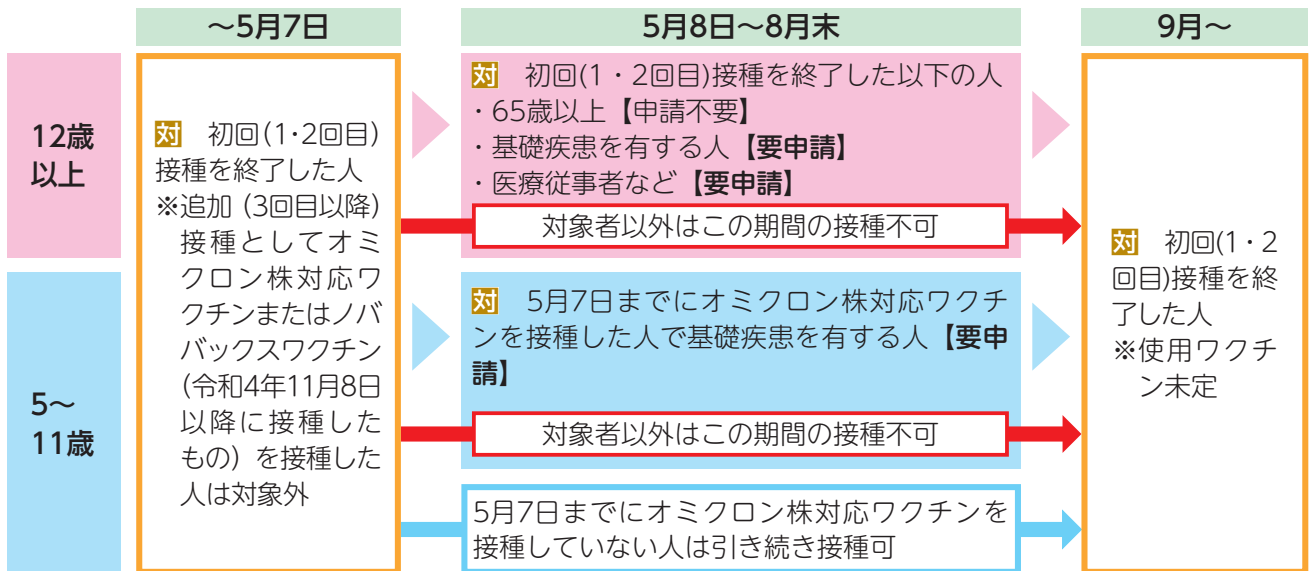 ～5月7日
5月8日～8月末
9月～
12歳
以上
5～
11歳
対　初回(1・2回目)
接種を終了した人
※追加（3回目以降）
接種としてオミ
クロン株対応ワ
クチンまたはノバ
バックスワクチン
(令和4年11月8日
以降に接種した
もの）を接種した
人は対象外
対　初回(1・2回目)接種を終了した以下の人
・65歳以上【申請不要】
・基礎疾患を有する人【要申請】
・医療従事者など【要申請】
対象者以外はこの期間の接種不可
対　5月7日までにオミクロン株対応ワクチ
ンを接種した人で基礎疾患を有する人【要申
請】
対象者以外はこの期間の接種不可
5月7日までにオミクロン株対応ワクチンを
接種していない人は引き続き接種可
対　初回(1・2
回目)接種を終
了した人
※使用ワクチ
ン未定